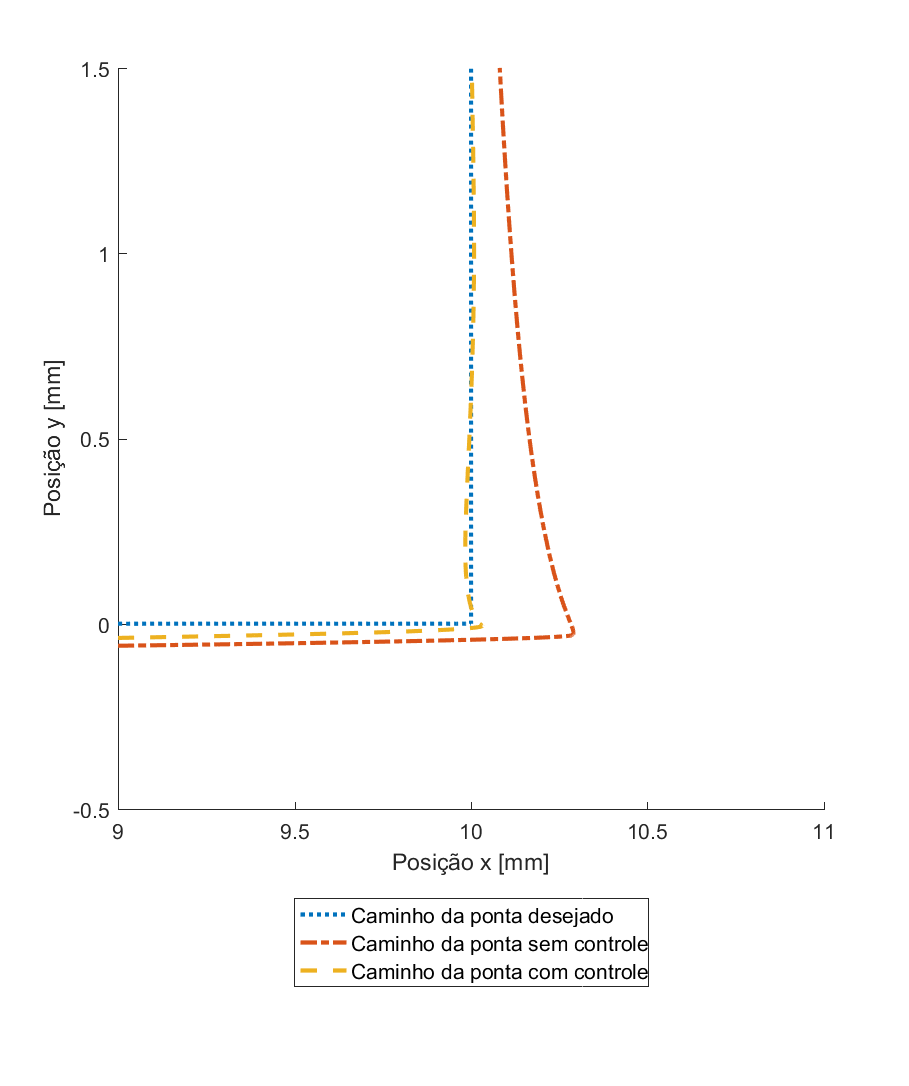 1.5
1
0.5
0
-0.5
Posição y [mm]
9
9.5
10
10.5
11
Posição x [mm]
Caminho da ponta desejado
Caminho da ponta sem controle
Caminho da ponta com controle